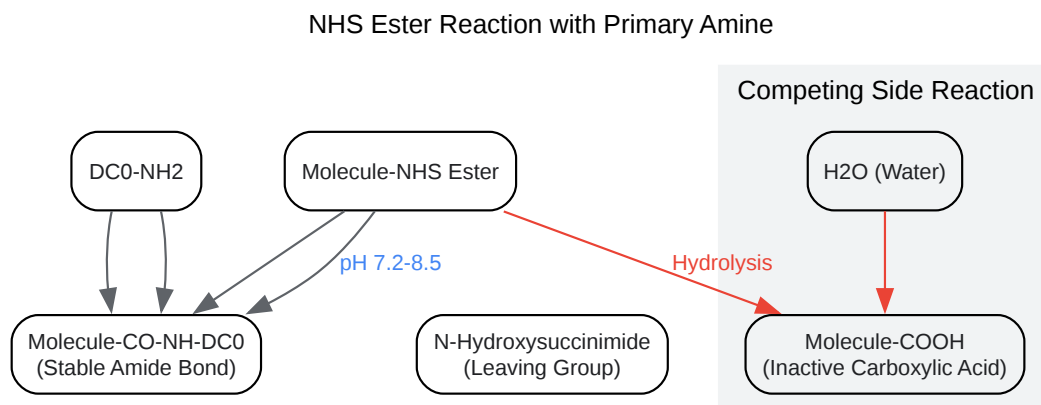 NHS Ester Reaction with Primary Amine
Competing Side Reaction
DC0-NH2
Molecule-NHS Ester
H2O (Water)
pH 7.2-8.5
Hydrolysis
Molecule-CO-NH-DC0
(Stable Amide Bond)
N-Hydroxysuccinimide
(Leaving Group)
Molecule-COOH
(Inactive Carboxylic Acid)